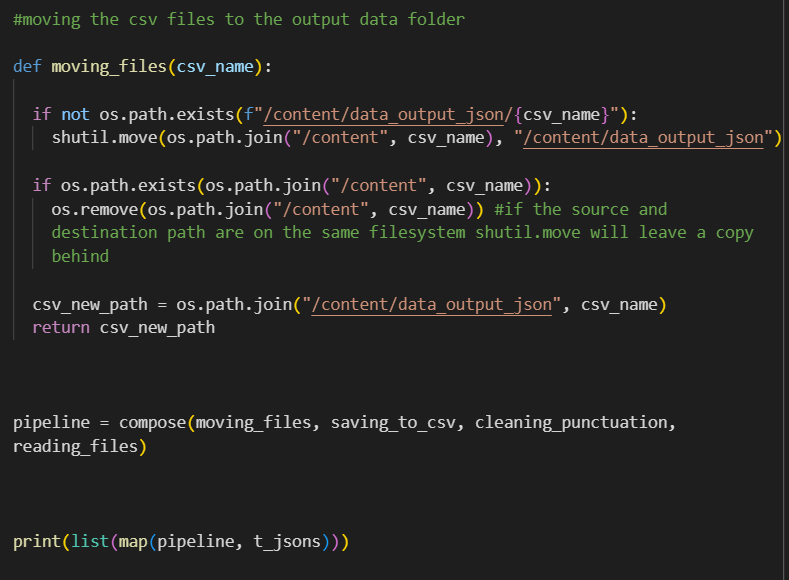 #moving the csv files to the output data folder
def moving_files(csv_name):
if not os.path.exists(f"/content/data_output_json/{csv_name}"):
shutil.move(os.path.join("/content", csv_name), "/content/data_output_json")
if os.path.exists(os.path.join("/content", csv_name)):
os.remove(os.path.join("/content", csv_name)) #if the source and
destination path are on the same filesystem shutil.move will leave a copy
behind
csv_new_path = os.path.join("/content/data_output_json", csv_name)
return csv_new_path
pipeline = compose(moving_files, saving_to_csv, cleaning_punctuation,
reading_files)
print(list(map(pipeline, t_jsons)))